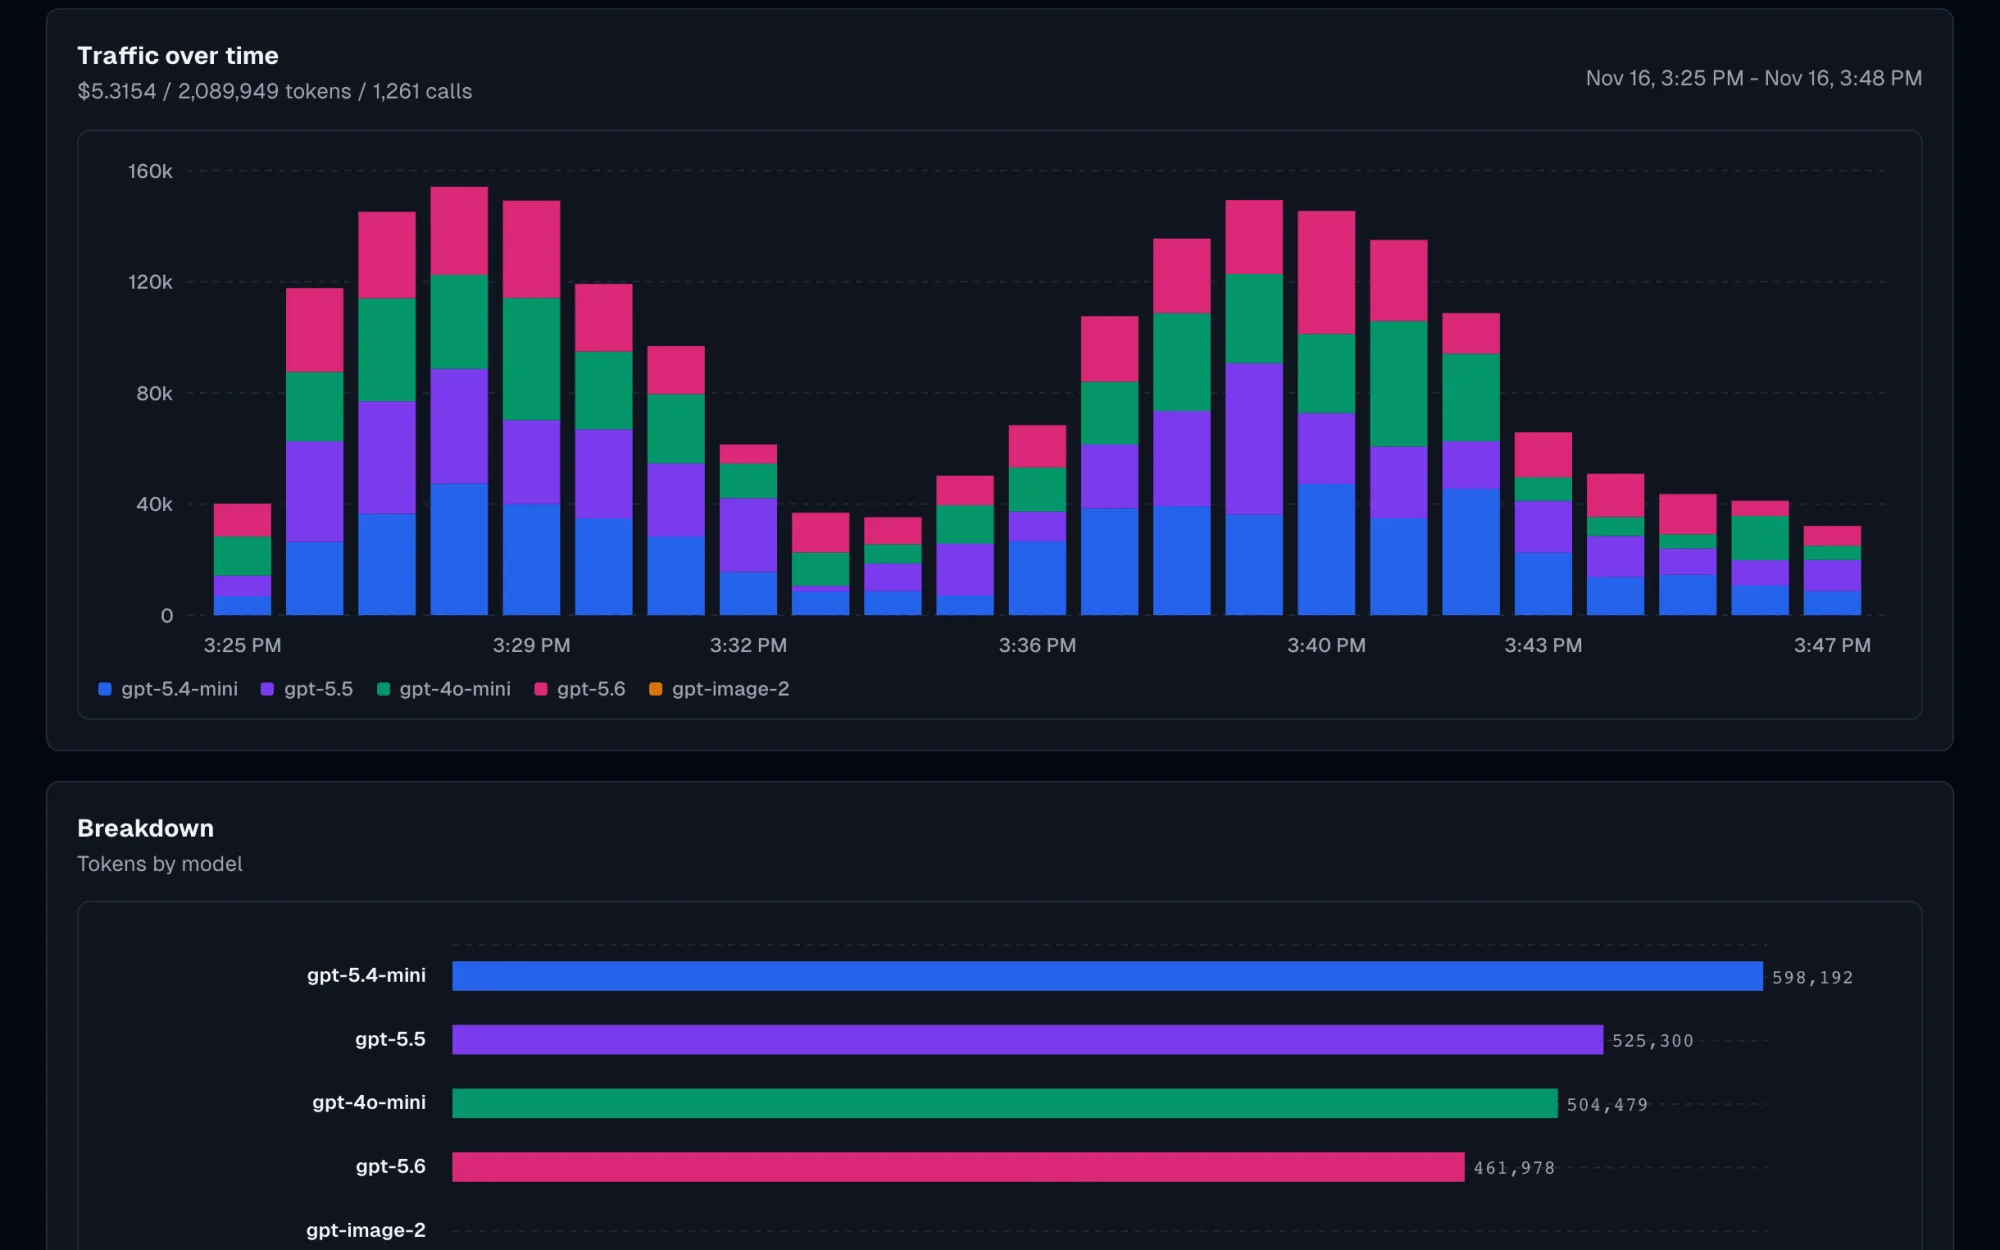 Traffic over time
$5.3154 / 2,089,949 tokens / 1,261 calls
Nov 16, 3:25 PM - Nov 16, 3:48 PM
160k
120k
80k
40k
0
3:25 PM 3:29 PM 3:32 PM 3:36 PM 3:40 PM 3:43 PM 3:47 PM
gpt-5.4-mini gpt-5.5 gpt-4o-mini gpt-5.6 gpt-image-2
Breakdown
Tokens by model
gpt-5.4-mini 598,192
gpt-5.5 525,300
gpt-4o-mini 504,479
gpt-5.6 461,978
gpt-image-2